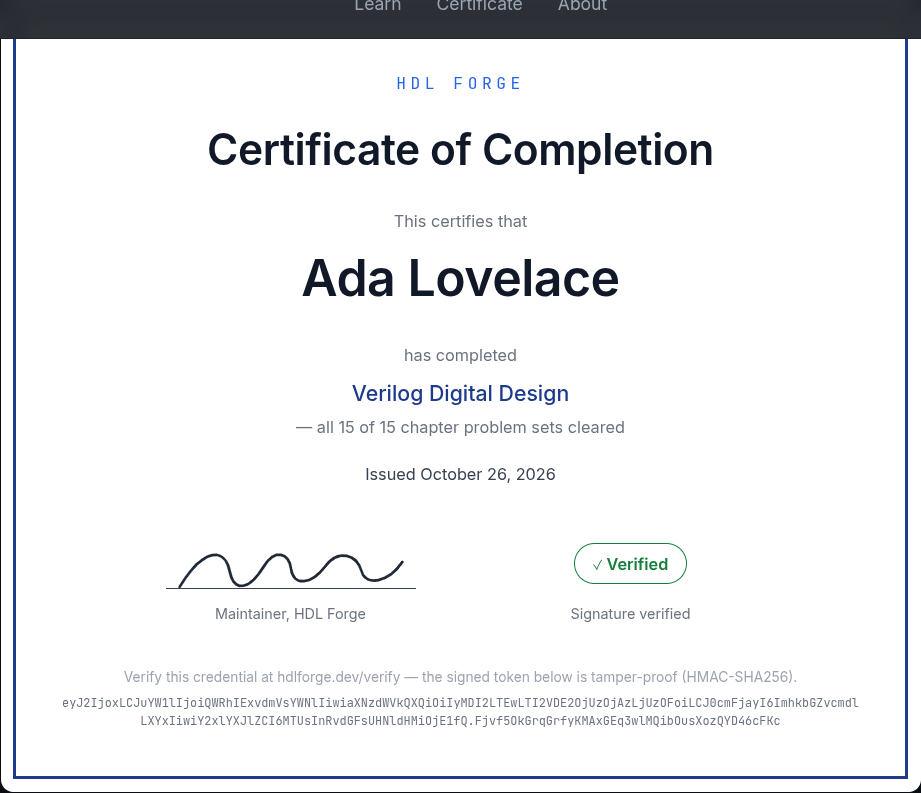 Learn Certificate About
HDL FORGE
Certificate of Completion
This certifies that
Ada Lovelace
has completed
Verilog Digital Design
— all 15 of 15 chapter problem sets cleared
Issued October 26, 2026
✓ Verified
Maintainer, HDL Forge
Signature verified
Verify this credential at hdlforge.dev/verify — the signed token below is tamper-proof (HMAC-SHA256).
eyJ2IjoxLCJuYW1lIjoiQWRhIExvdmVsYWNlIiwiaXNzdWVkQXQiOiIyMDI2LTEwLTI2VDE2OjUzOjAzLjUzOFoiLCJ0cmFjayI6ImhkbGZvcmdl
LXYxIiwiY2xlYXJlZCI6MTUsInRvdGFsUHNldHMiOjE1fQ.Fjvf5OkGrqGrfyKMAxGEq3wlMQibOusXozQYD46cFKc